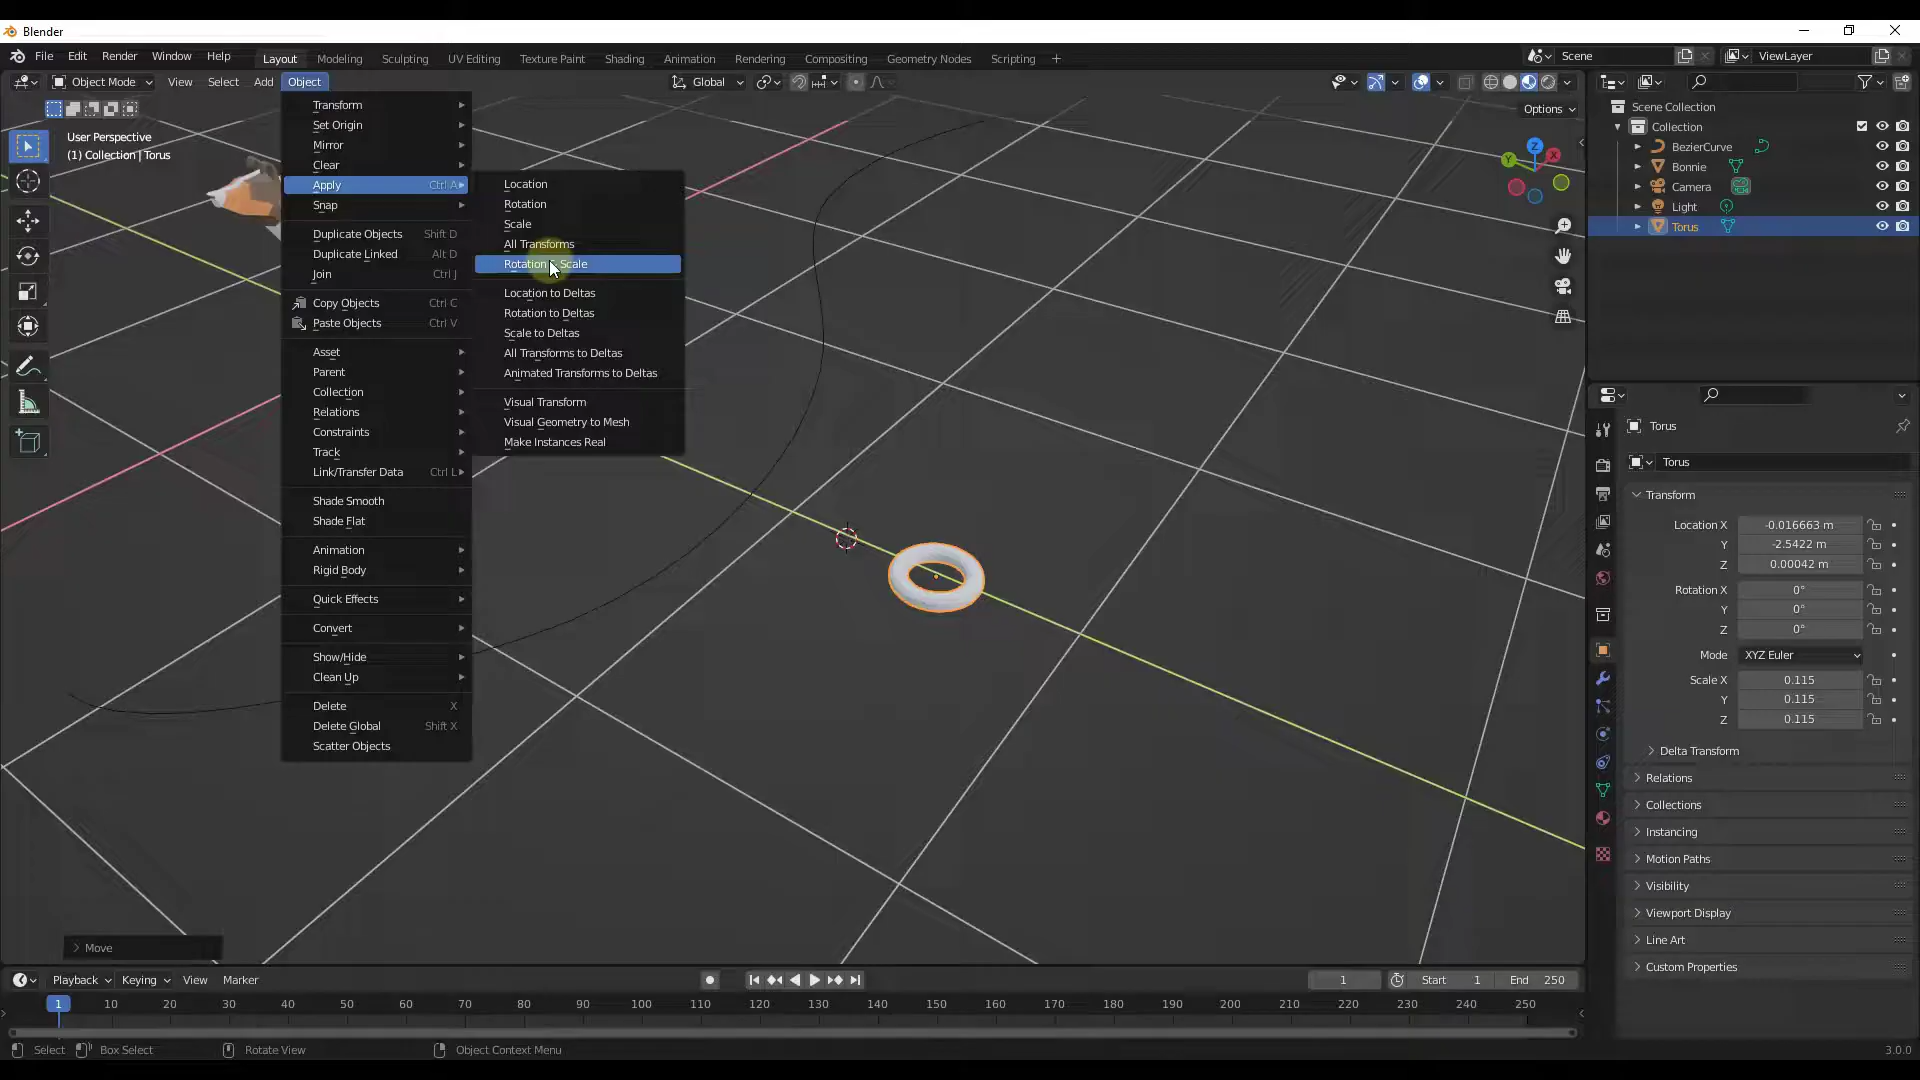 Blender
File Edit Render Window Help
Layout Modeling Sculpting UV Editing Texture Paint Shading Animation Rendering Compositing Geometry Nodes Scripting +
Scene
ViewLayer
Object Mode View Select Add Object
Global
Options
User Perspective
(1) Collection | Torus
Transform
Set Origin
Mirror
Clear
Apply Ctrl A
Snap
Duplicate Objects Shift D
Duplicate Linked Alt D
Join Ctrl J
Copy Objects Ctrl C
Paste Objects Ctrl V
Asset
Parent
Collection
Relations
Constraints
Track
Link/Transfer Data Ctrl L
Shade Smooth
Shade Flat
Animation
Rigid Body
Quick Effects
Convert
Show/Hide
Clean Up
Delete X
Delete Global Shift X
Scatter Objects
Location
Rotation
Scale
All Transforms
Rotation & Scale
Location to Deltas
Rotation to Deltas
Scale to Deltas
All Transforms to Deltas
Animated Transforms to Deltas
Visual Transform
Visual Geometry to Mesh
Make Instances Real
Z
Y
X
Move
Scene Collection
Collection
BezierCurve
Bonnie
Camera
Light
Torus
Torus
Torus
Transform
Location X -0.016663 m
Y -2.5422 m
Z 0.00042 m
Rotation X 0°
Y 0°
Z 0°
Mode XYZ Euler
Scale X 0.115
Y 0.115
Z 0.115
Delta Transform
Relations
Collections
Instancing
Motion Paths
Visibility
Viewport Display
Line Art
Custom Properties
Playback Keying View Marker
1 Start 1 End 250
1 10 20 30 40 50 60 70 80 90 100 110 120 130 140 150 160 170 180 190 200 210 220 230 240 250
Select Box Select Rotate View Object Context Menu
3.0.0